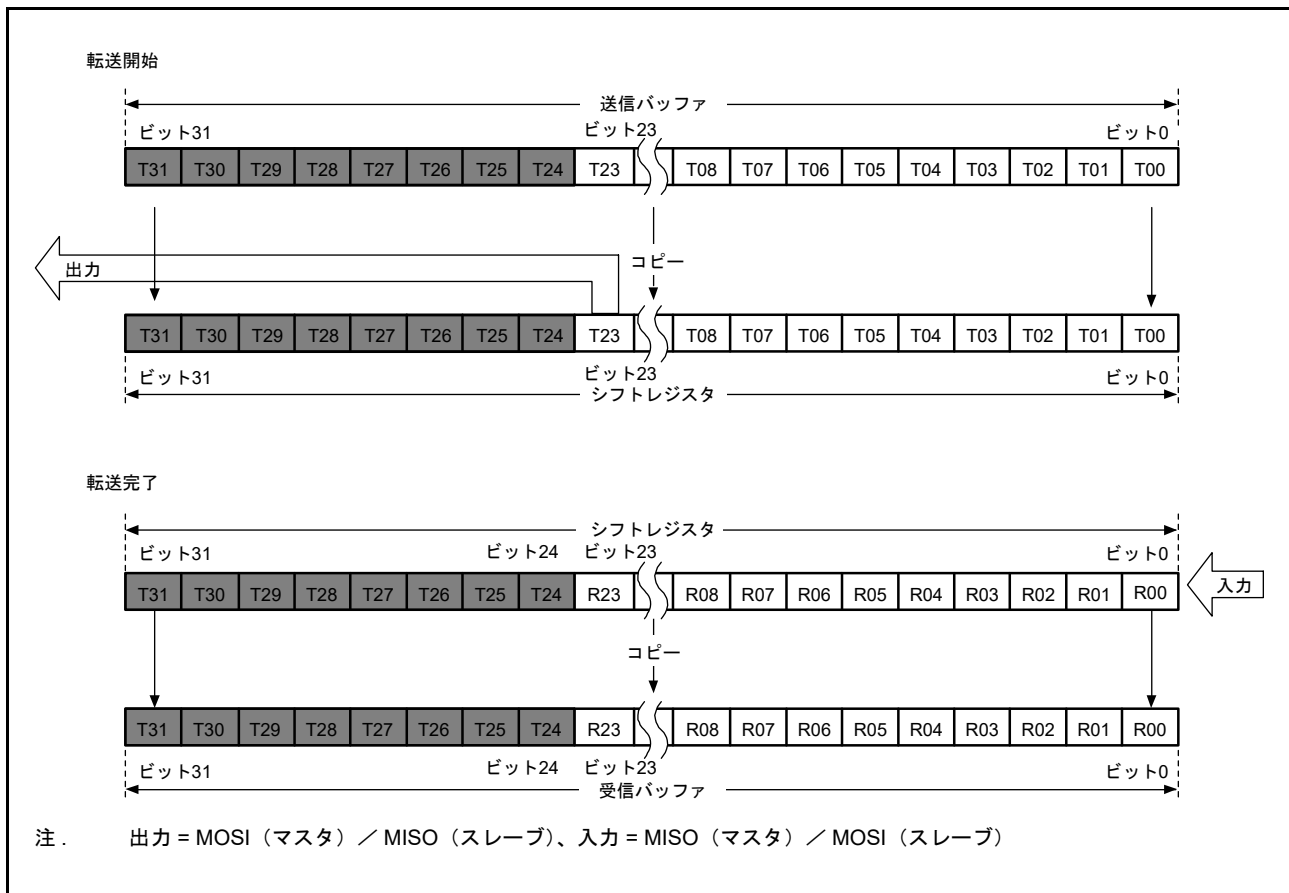 転送開始
送信バッファ
ビット31 ビット23 ビット0
T31 T30 T29 T28 T27 T26 T25 T24 T23 T08 T07 T06 T05 T04 T03 T02 T01 T00
コピー
出力
T31 T30 T29 T28 T27 T26 T25 T24 T23 T08 T07 T06 T05 T04 T03 T02 T01 T00
ビット31 ビット23 ビット0
シフトレジスタ
転送完了
シフトレジスタ
ビット31 ビット24 ビット23 ビット0
T31 T30 T29 T28 T27 T26 T25 T24 R23 R08 R07 R06 R05 R04 R03 R02 R01 R00
入力
コピー
T31 T30 T29 T28 T27 T26 T25 T24 R23 R08 R07 R06 R05 R04 R03 R02 R01 R00
ビット31 ビット24 ビット23 ビット0
受信バッファ
注 . 出力 = MOSI（マスタ）／ MISO（スレーブ）、入力 = MISO（マスタ）／ MOSI（スレーブ）